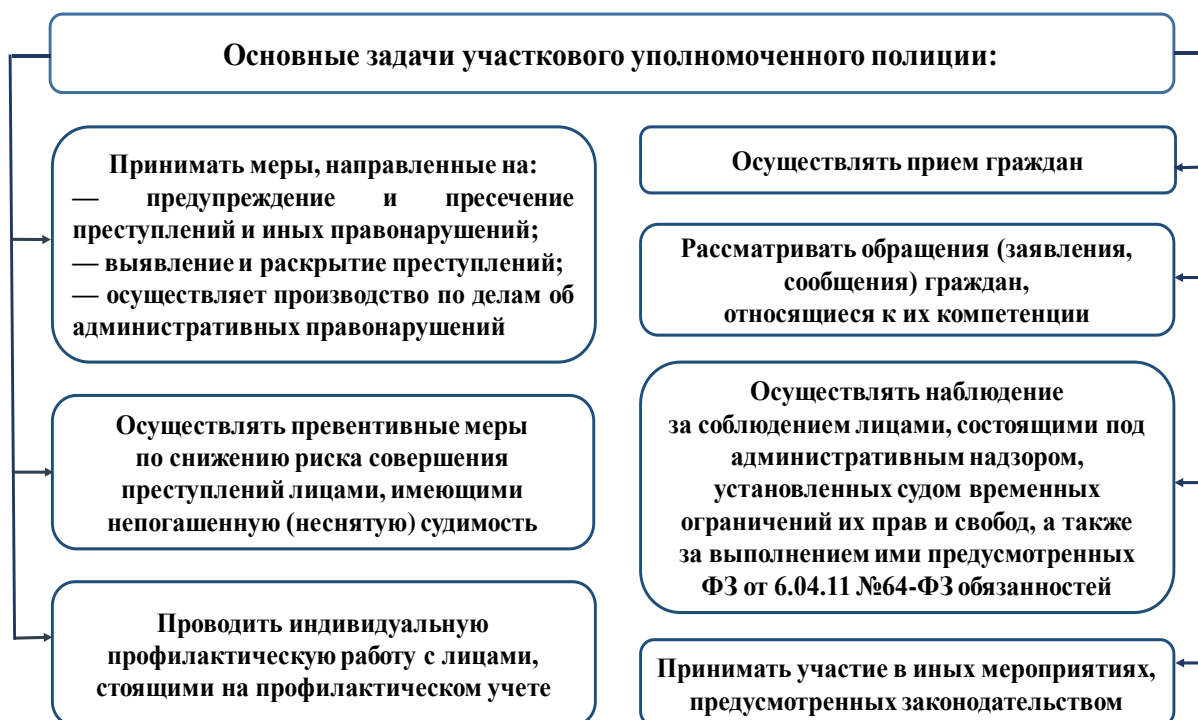 Основные задачи участкового уполномоченного полиции:
Принимать меры, направленные на:
— предупреждение и пресечение
преступлений и иных правонарушений;
— выявление и раскрытие преступлений;
— осуществляет производство по делам об
административных правонарушений
Осуществлять превентивные меры
по снижению риска совершения
преступлений лицами, имеющими
непогашенную (неснятую) судимость
Проводить индивидуальную
профилактическую работу с лицами,
стоящими на профилактическом учете
Осуществлять прием граждан
Рассматривать обращения (заявления,
сообщения) граждан,
относящиеся к их компетенции
Осуществлять наблюдение
за соблюдением лицами, состоящими под
административным надзором,
установленных судом временных
ограничений их прав и свобод, а также
за выполнением ими предусмотренных
ФЗ от 6.04.11 №64-ФЗ обязанностей
Принимать участие в иных мероприятиях,
предусмотренных законодательством